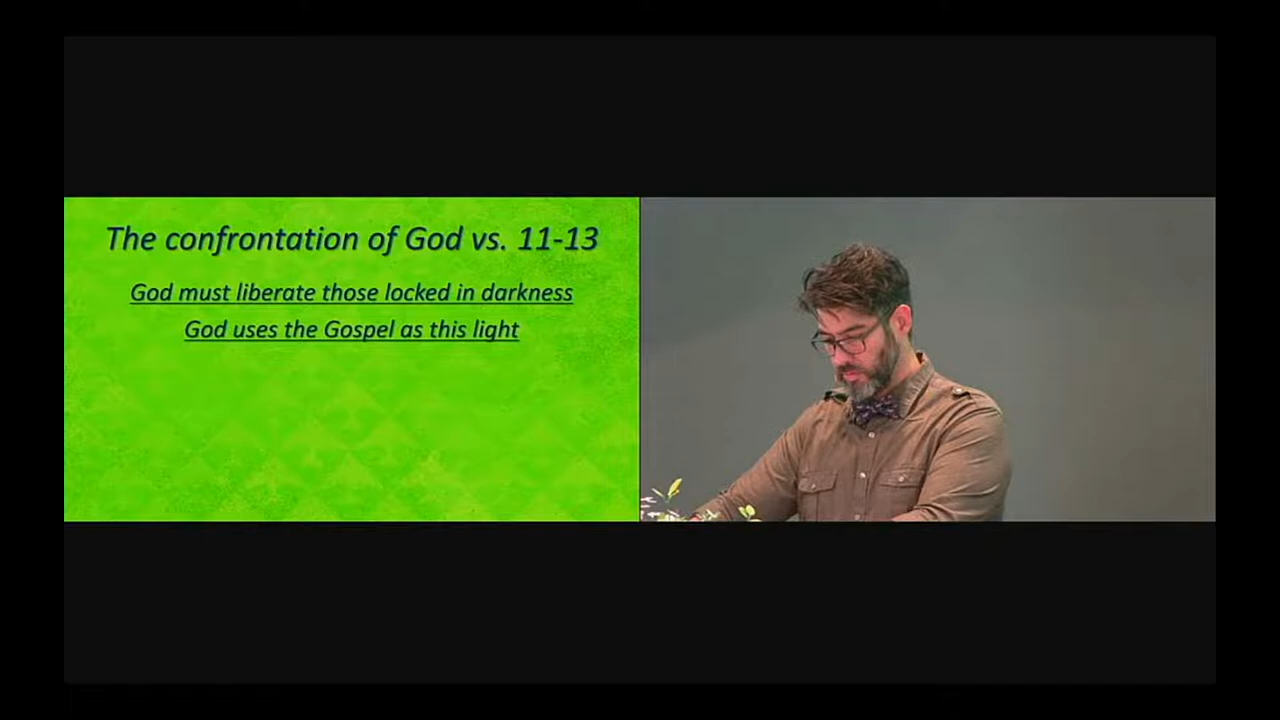 The confrontation of God vs. 11-13
God must liberate those locked in darkness
God uses the Gospel as this light